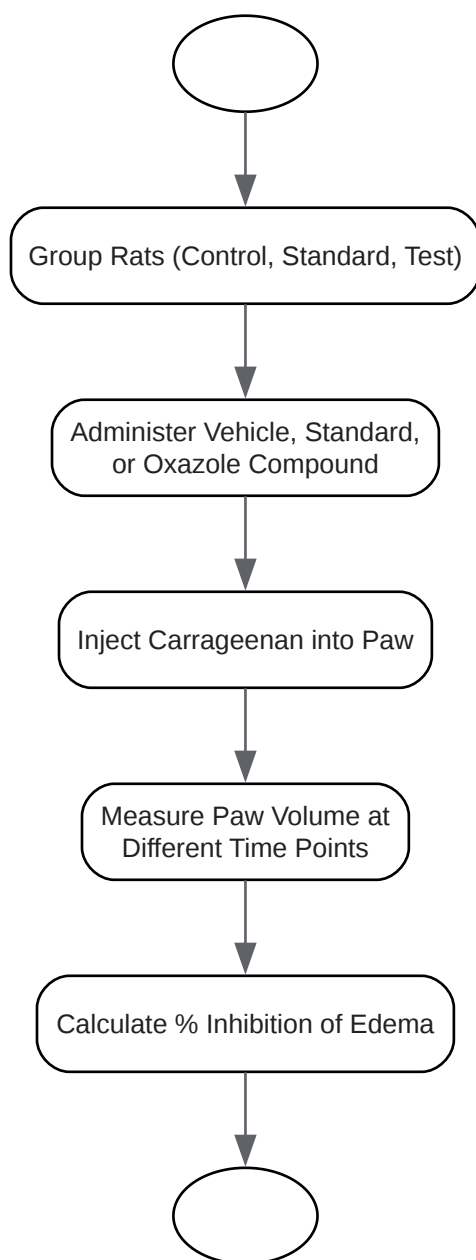 Group Rats (Control, Standard, Test)
Administer Vehicle, Standard,
or Oxazole Compound
Inject Carrageenan into Paw
Measure Paw Volume at
Different Time Points
Calculate % Inhibition of Edema